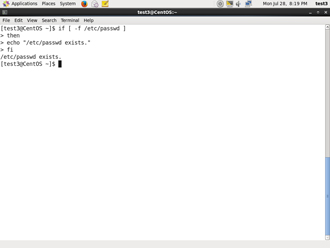 Applications Places System
Mon Jul 28, 8:19 PM test3
test3@CentOS:~
File Edit View Search Terminal Help
[test3@CentOS ~]$ if [ -f /etc/passwd ]
> then
> echo "/etc/passwd exists."
> fi
/etc/passwd exists.
[test3@CentOS ~]$